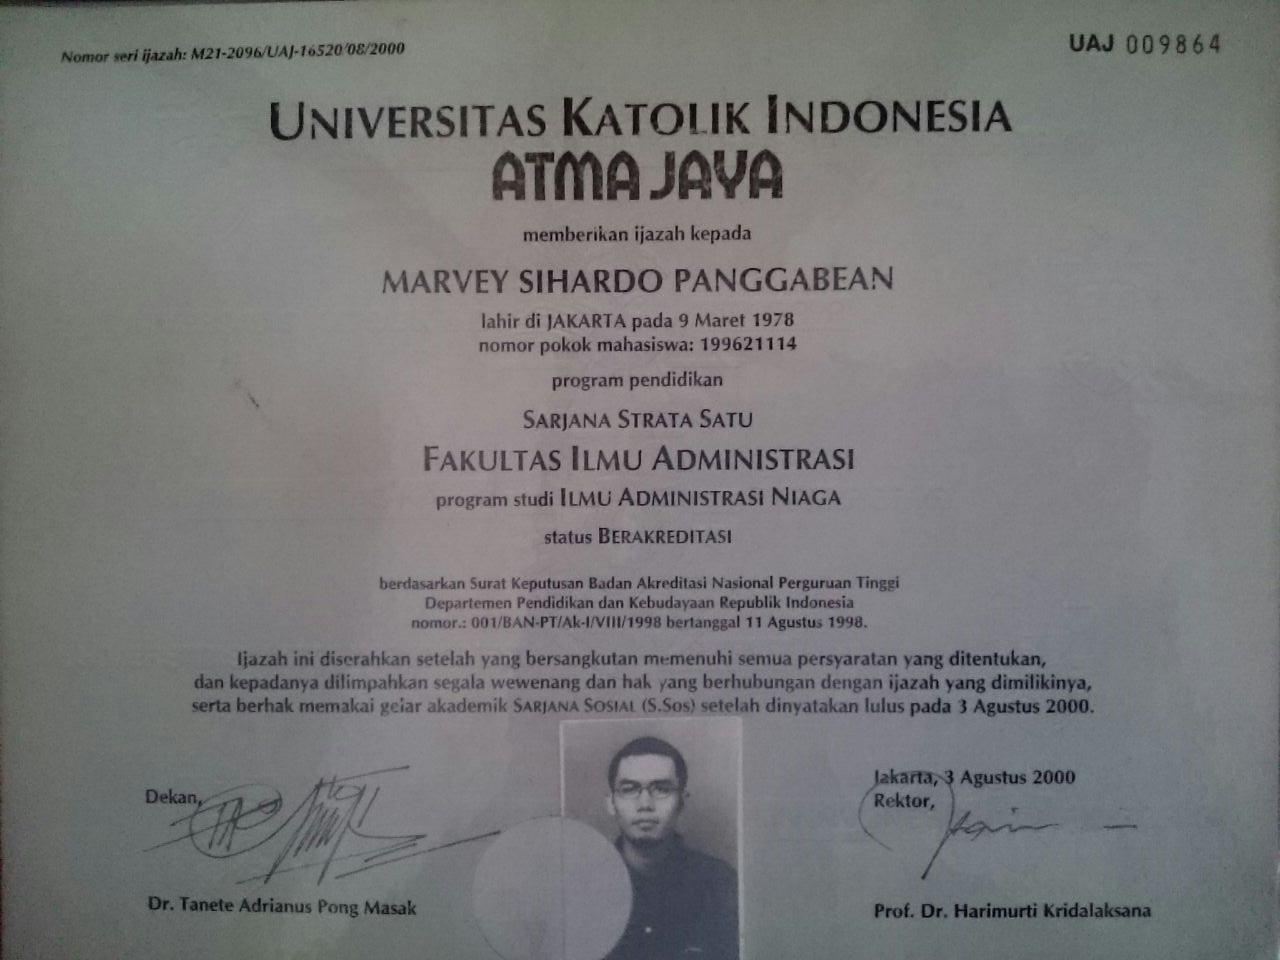 Nomor seri ijazah: M21-2096/UAJ-16520/08/2000
UAJ 009864
UNIVERSITAS KATOLIK INDONESIA
ATMA JAYA
memberikan ijazah kepada
MARVEY SIHARDO PANGGABEAN
lahir di JAKARTA pada 9 Maret 1978
nomor pokok mahasiswa: 199621114
program pendidikan
SARJANA STRATA SATU
FAKULTAS ILMU ADMINISTRASI
program studi ILMU ADMINISTRASI NIAGA
status BERAKREDITASI
berdasarkan Surat Keputusan Badan Akreditasi Nasional Perguruan Tinggi
Departemen Pendidikan dan Kebudayaan Republik Indonesia
nomor.: 001/BAN-PT/Ak-I/VIII/1998 bertanggal 11 Agustus 1998.
Ijazah ini diserahkan setelah yang bersangkutan memenuhi semua persyaratan yang ditentukan,
dan kepadanya dilimpahkan segala wewenang dan hak yang berhubungan dengan ijazah yang dimilikinya,
serta berhak memakai gelar akademik SARJANA SOSIAL (S.Sos) setelah dinyatakan lulus pada 3 Agustus 2000.
Jakarta, 3 Agustus 2000
Dekan,
Rektor,
Dr. Tanete Adrianus Pong Masak
Prof. Dr. Harimurti Kridalaksana